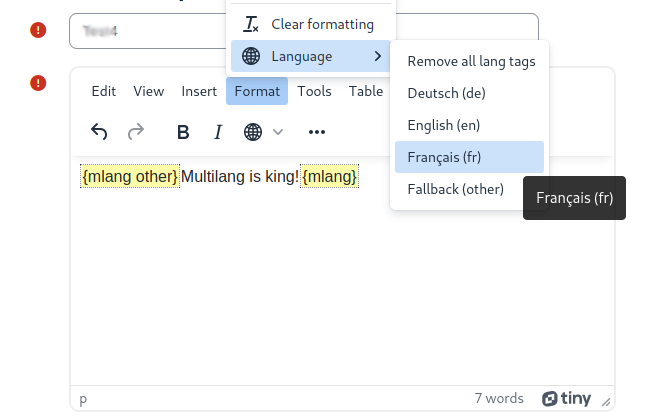 Clear formatting
Language
Remove all lang tags
Deutsch (de)
English (en)
Français (fr)
Fallback (other)
Français (fr)
Edit View Insert Format Tools Table
B I
{mlang other} Multilang is king! {mlang}
p 7 words tiny